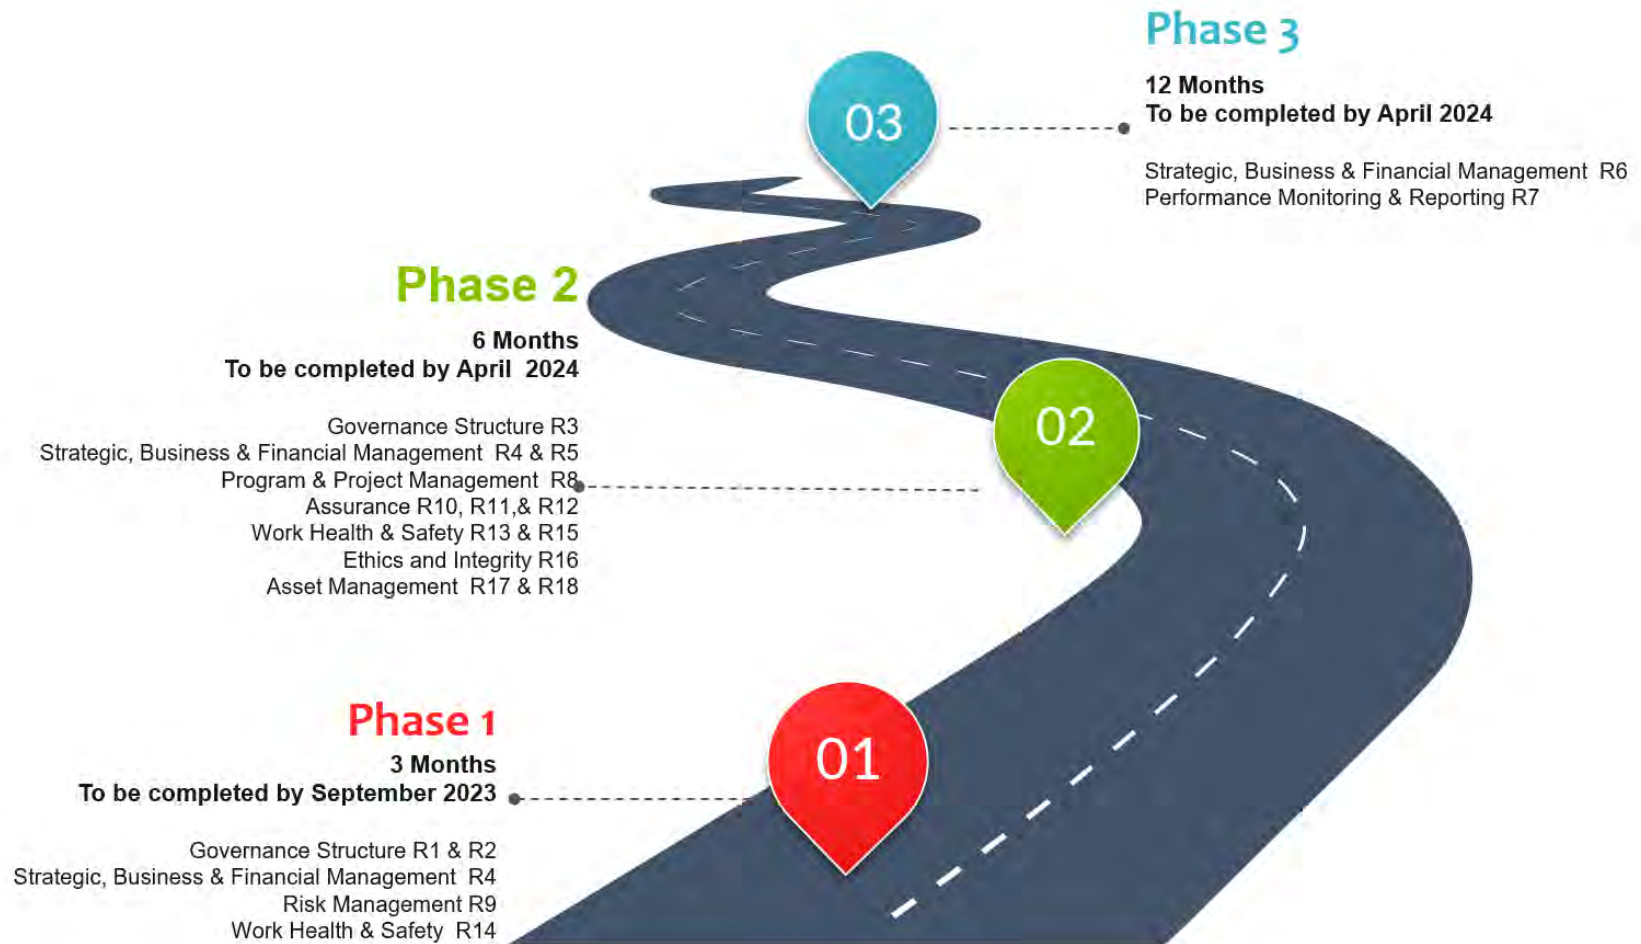 Phase 3
12 Months
To be completed by April 2024
Strategic, Business & Financial Management R6
Performance Monitoring & Reporting R7
03
Phase 2
6 Months
To be completed by April 2024
Governance Structure R3
Strategic, Business & Financial Management R4 & R5
Program & Project Management R8
Assurance R10, R11,& R12
Work Health & Safety R13 & R15
Ethics and Integrity R16
Asset Management R17 & R18
02
Phase 1
3 Months
To be completed by September 2023
Governance Structure R1 & R2
Strategic, Business & Financial Management R4
Risk Management R9
Work Health & Safety R14
01